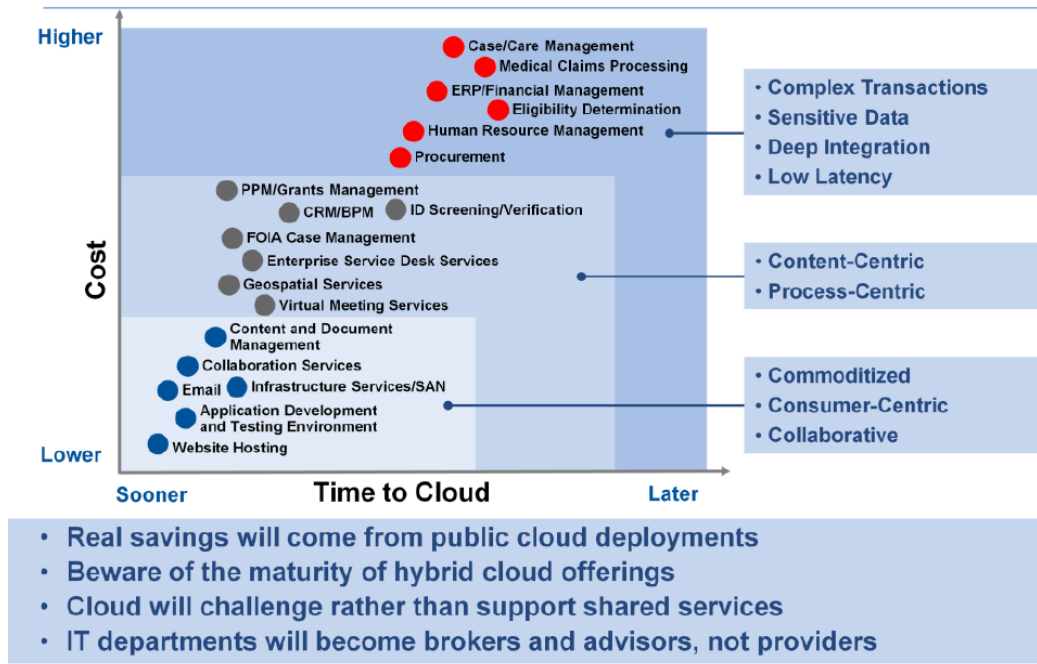 Higher
Case/Care Management
Medical Claims Processing
ERP/Financial Management
Eligibility Determination
Human Resource Management
Procurement
• Complex Transactions
• Sensitive Data
• Deep Integration
• Low Latency
PPM/Grants Management
CRM/BPM
ID Screening/Verification
FOIA Case Management
Enterprise Service Desk Services
Geospatial Services
Virtual Meeting Services
• Content-Centric
• Process-Centric
Cost
Content and Document
Management
Collaboration Services
Email
Infrastructure Services/SAN
Application Development
and Testing Environment
Website Hosting
• Commoditized
• Consumer-Centric
• Collaborative
Lower
Sooner
Time to Cloud
Later
• Real savings will come from public cloud deployments
• Beware of the maturity of hybrid cloud offerings
• Cloud will challenge rather than support shared services
• IT departments will become brokers and advisors, not providers